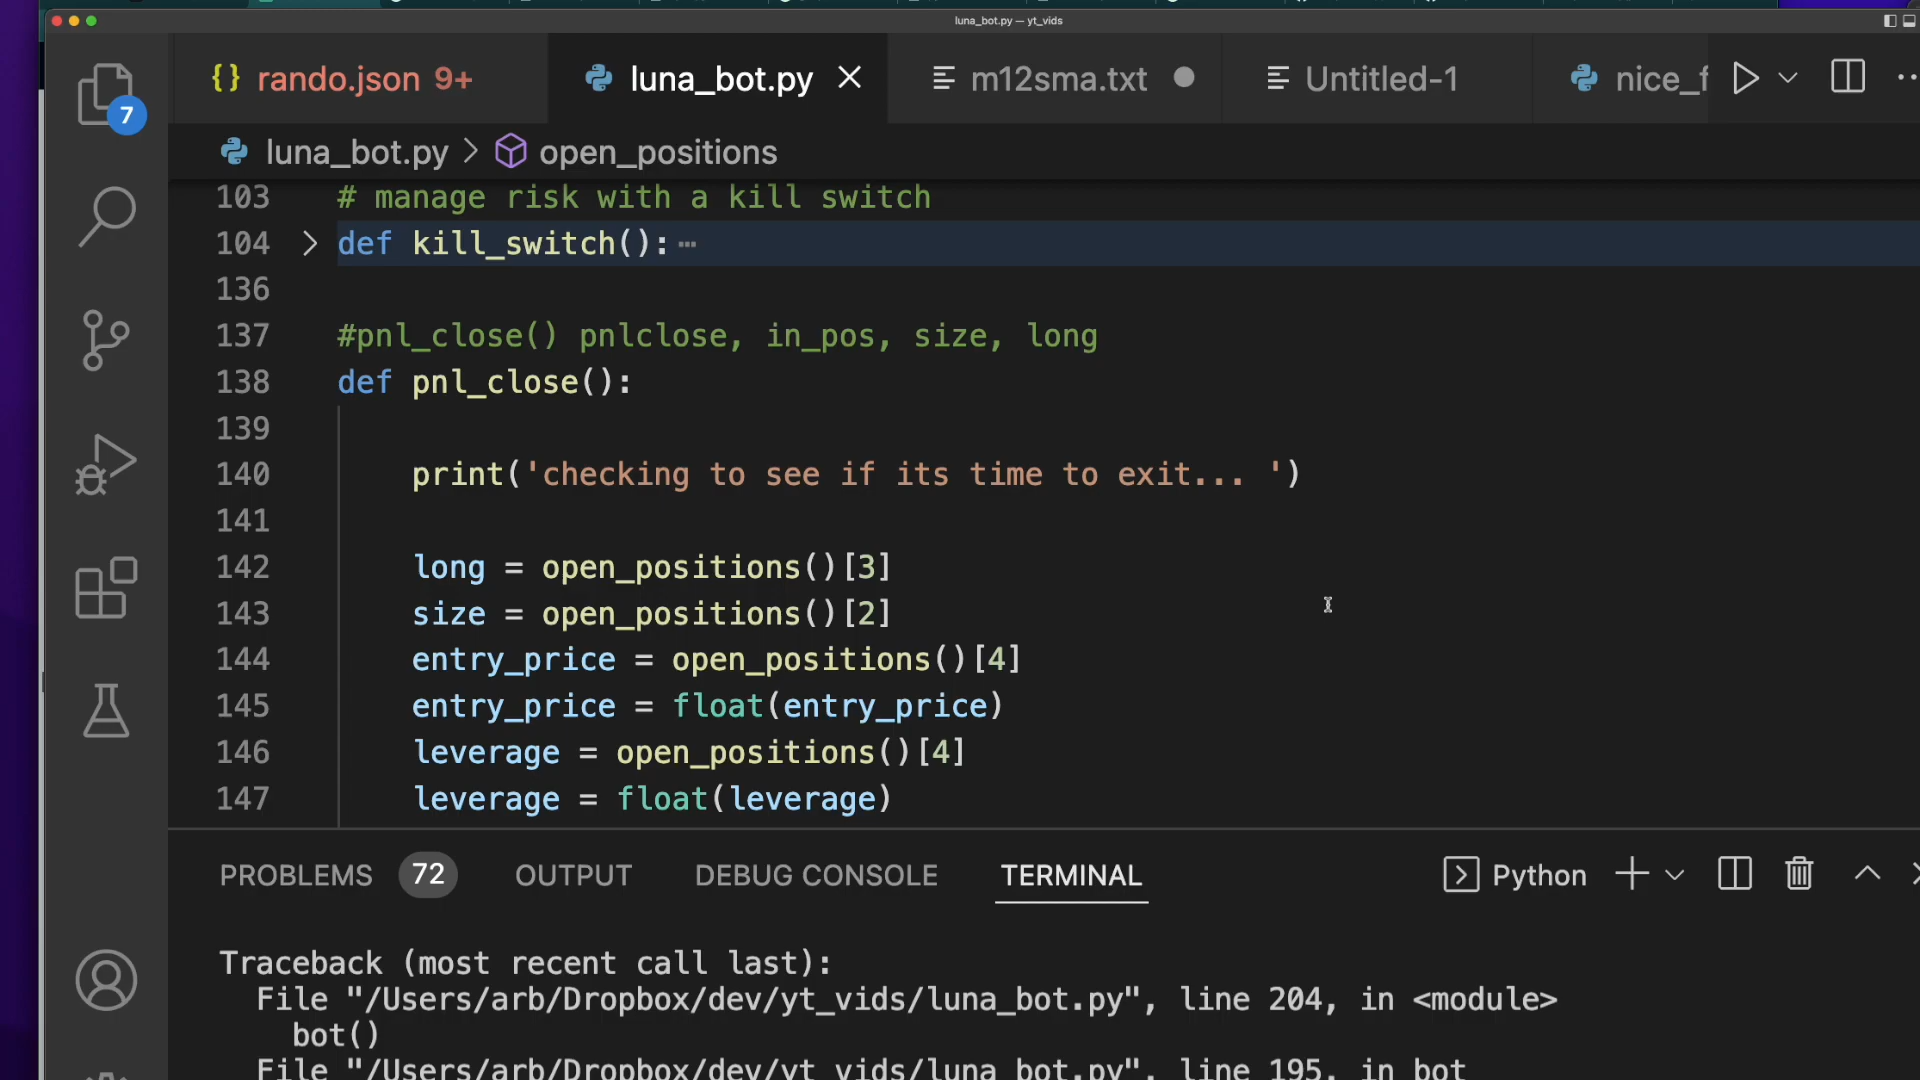 luna_bot.py — yt_vids
{} rando.json 9+
luna_bot.py
m12sma.txt
Untitled-1
nice_f
7
luna_bot.py > open_positions
103 # manage risk with a kill switch
104 > def kill_switch():⋯
136
137 #pnl_close() pnlclose, in_pos, size, long
138 def pnl_close():
139
140 print('checking to see if its time to exit... ')
141
142 long = open_positions()[3]
143 size = open_positions()[2]
144 entry_price = open_positions()[4]
145 entry_price = float(entry_price)
146 leverage = open_positions()[4]
147 leverage = float(leverage)
PROBLEMS 72 OUTPUT DEBUG CONSOLE TERMINAL Python
Traceback (most recent call last):
File "/Users/arb/Dropbox/dev/yt_vids/luna_bot.py", line 204, in <module>
bot()
File "/Users/arb/Dropbox/dev/yt_vids/luna_bot.py", line 195, in bot